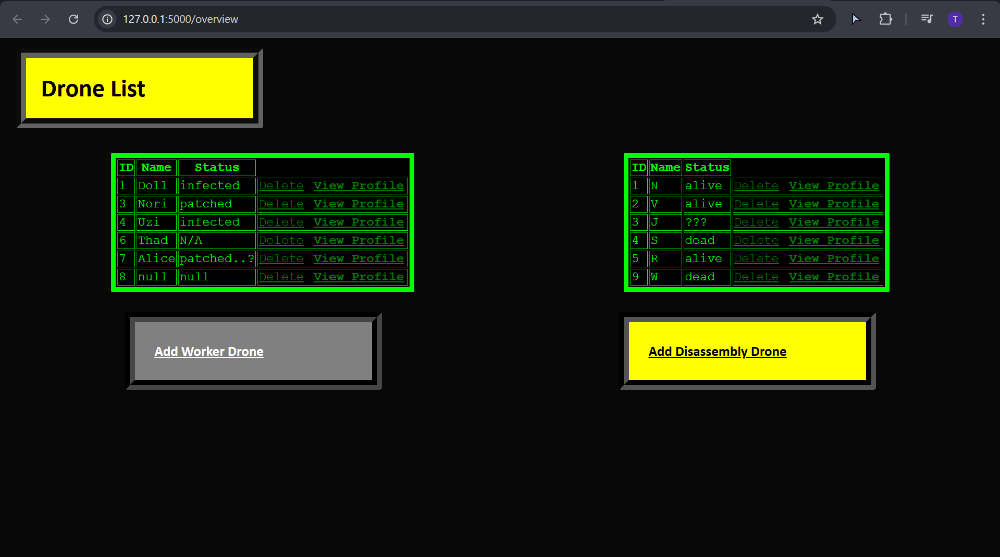 127.0.0.1:5000/overview
T
Drone List
ID Name Status
1 Doll infected Delete View Profile
3 Nori patched Delete View Profile
4 Uzi infected Delete View Profile
6 Thad N/A Delete View Profile
7 Alice patched..? Delete View Profile
8 null null Delete View Profile
ID Name Status
1 N alive Delete View Profile
2 V alive Delete View Profile
3 J ??? Delete View Profile
4 S dead Delete View Profile
5 R alive Delete View Profile
9 W dead Delete View Profile
Add Worker Drone
Add Disassembly Drone